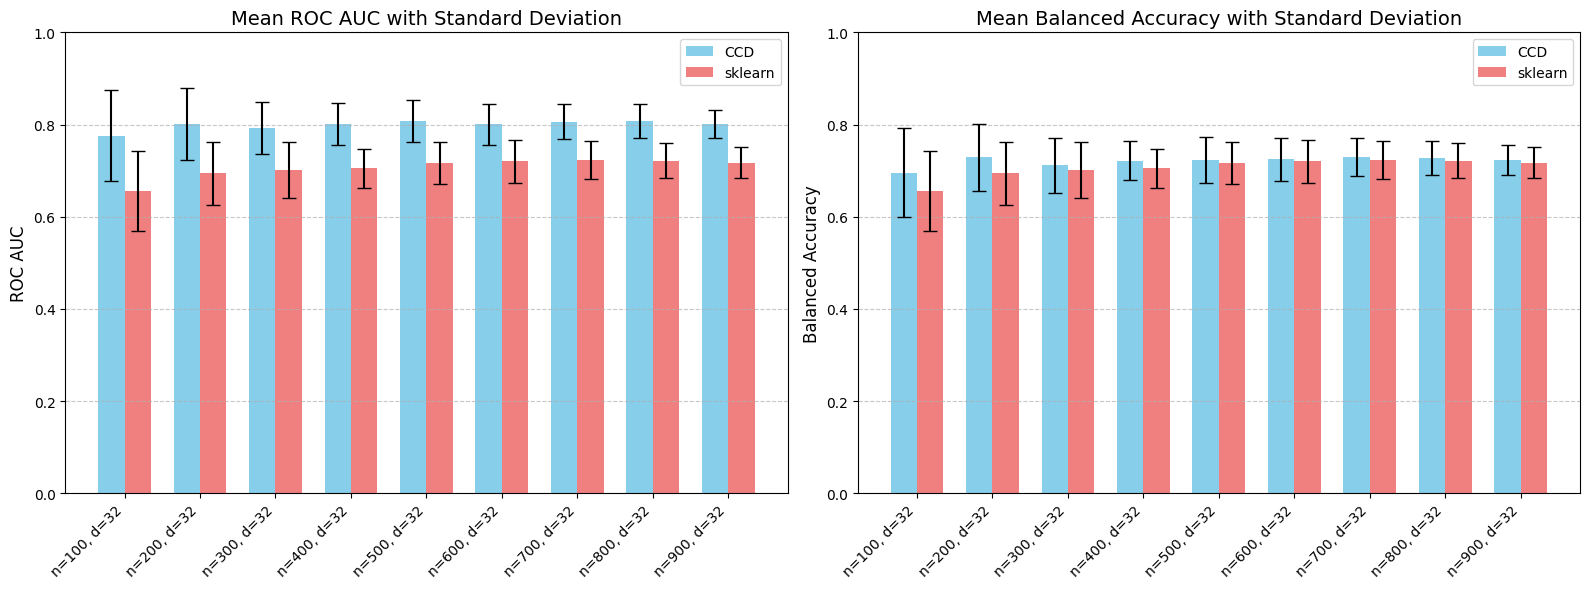 Mean ROC AUC with Standard Deviation
ROC AUC
1.0
0.8
0.6
0.4
0.2
0.0
CCD
sklearn
n=100, d=32
n=200, d=32
n=300, d=32
n=400, d=32
n=500, d=32
n=600, d=32
n=700, d=32
n=800, d=32
n=900, d=32
Mean Balanced Accuracy with Standard Deviation
Balanced Accuracy
1.0
0.8
0.6
0.4
0.2
0.0
CCD
sklearn
n=100, d=32
n=200, d=32
n=300, d=32
n=400, d=32
n=500, d=32
n=600, d=32
n=700, d=32
n=800, d=32
n=900, d=32